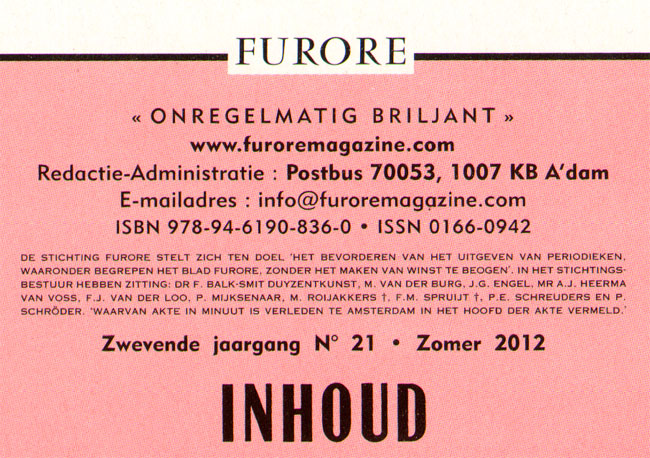 FURORE
« ONREGELMATIG BRILJANT »
www.furoremagazine.com
Redactie-Administratie : Postbus 70053, 1007 KB A'dam
E-mailadres : info@furoremagazine.com
ISBN 978-94-6190-836-0 • ISSN 0166-0942
DE STICHTING FURORE STELT ZICH TEN DOEL 'HET BEVORDEREN VAN HET UITGEVEN VAN PERIODIEKEN,
WAARONDER BEGREPEN HET BLAD FURORE, ZONDER HET MAKEN VAN WINST TE BEOGEN'. IN HET STICHTINGS-
BESTUUR HEBBEN ZITTING: DR F. BALK-SMIT DUYZENTKUNST, M. VAN DER BURG, J.G. ENGEL, MR A.J. HEERMA
VAN VOSS, F.J. VAN DER LOO, P. MIJKSENAAR, M. ROIJAKKERS †, F.M. SPRUIJT †, P.E. SCHREUDERS EN P.
SCHRÖDER. 'WAARVAN AKTE IN MINUUT IS VERLEDEN TE AMSTERDAM IN HET HOOFD DER AKTE VERMELD.'
Zwevende jaargang N° 21 • Zomer 2012
INHOUD